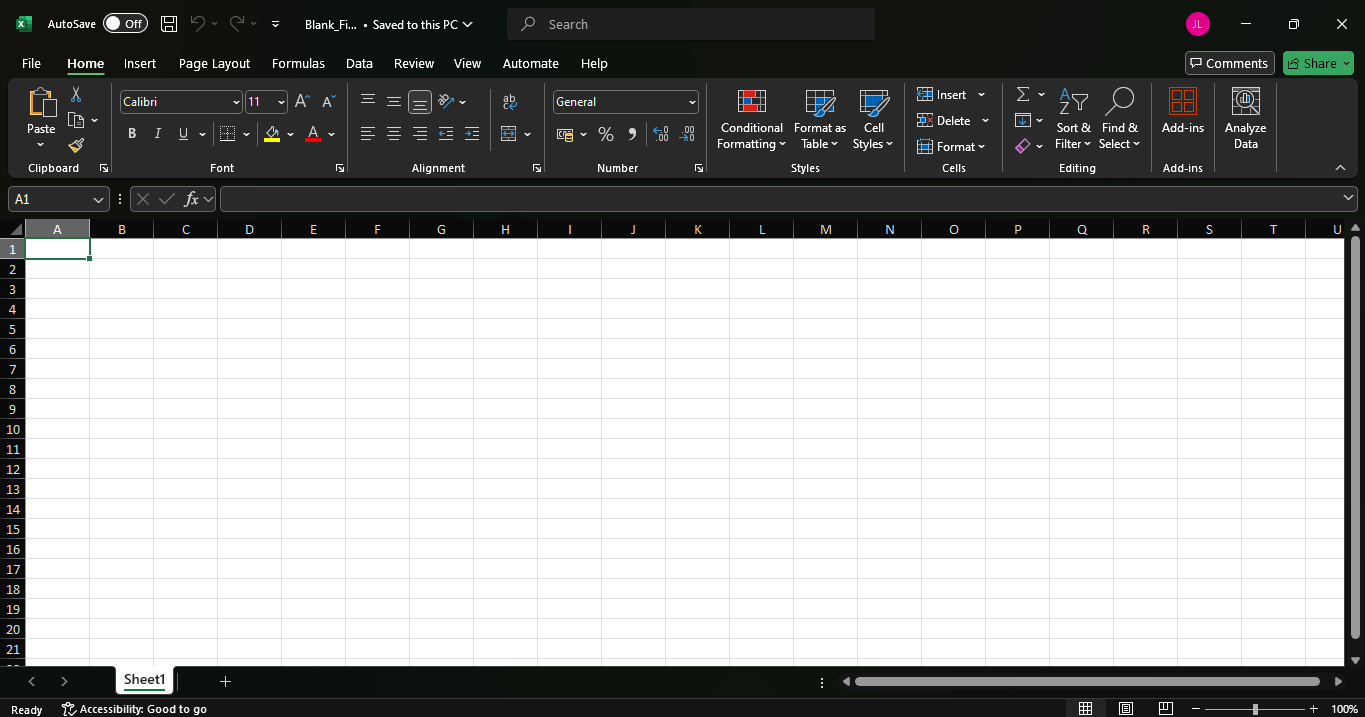 AutoSave Off Blank_Fi... • Saved to this PC Search JL
File Home Insert Page Layout Formulas Data Review View Automate Help Comments Share
Paste
Clipboard
Calibri 11
B I U A
Font
ab
Alignment
General
% 9 .00
Number
Conditional Formatting
Format as Table
Cell Styles
Styles
Insert
Delete
Format
Cells
Sort & Filter
Find & Select
Editing
Add-ins
Add-ins
Analyze Data
A1 fx
A B C D E F G H I J K L M N O P Q R S T U
1
2
3
4
5
6
7
8
9
10
11
12
13
14
15
16
17
18
19
20
21
Sheet1
Ready Accessibility: Good to go 100%